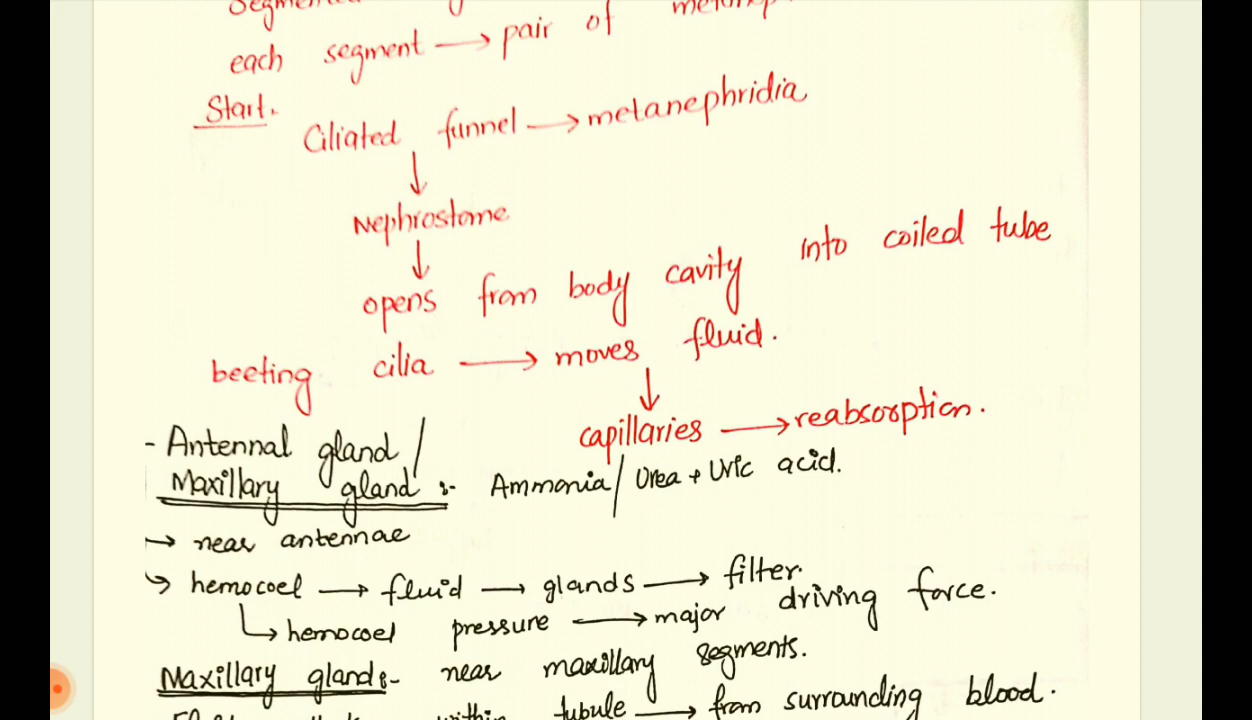 each segment → pair of
Start.
Ciliated funnel → metanephridia
↓
Nephrostome
↓
opens from body cavity into coiled tube
beeting cilia → moves fluid.
↓
capillaries → reabsorption.
- Antennal gland /
Maxillary gland :- Ammonia / Urea + Uric acid.
→ near antennae
↳ hemocoel → fluid → glands → filter.
↳ hemocoel pressure → major driving force.
Maxillary gland:- near maxillary segments.
within tubule → from surrounding blood.